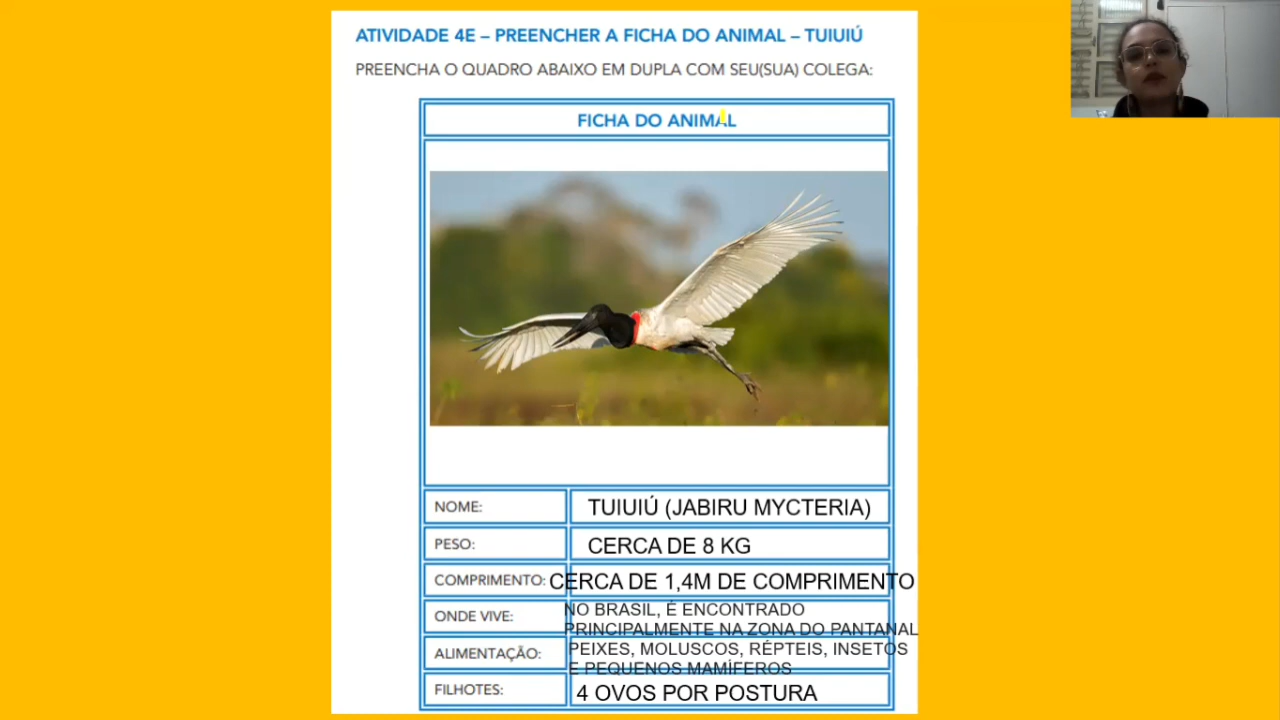 ATIVIDADE 4E – PREENCHER A FICHA DO ANIMAL – TUIUIÚ
PREENCHA O QUADRO ABAIXO EM DUPLA COM SEU(SUA) COLEGA:
FICHA DO ANIMAL
NOME: TUIUIÚ (JABIRU MYCTERIA)
PESO: CERCA DE 8 KG
COMPRIMENTO: CERCA DE 1,4M DE COMPRIMENTO
ONDE VIVE: NO BRASIL, É ENCONTRADO
PRINCIPALMENTE NA ZONA DO PANTANAL
ALIMENTAÇÃO: PEIXES, MOLUSCOS, RÉPTEIS, INSETOS
E PEQUENOS MAMÍFEROS
FILHOTES: 4 OVOS POR POSTURA